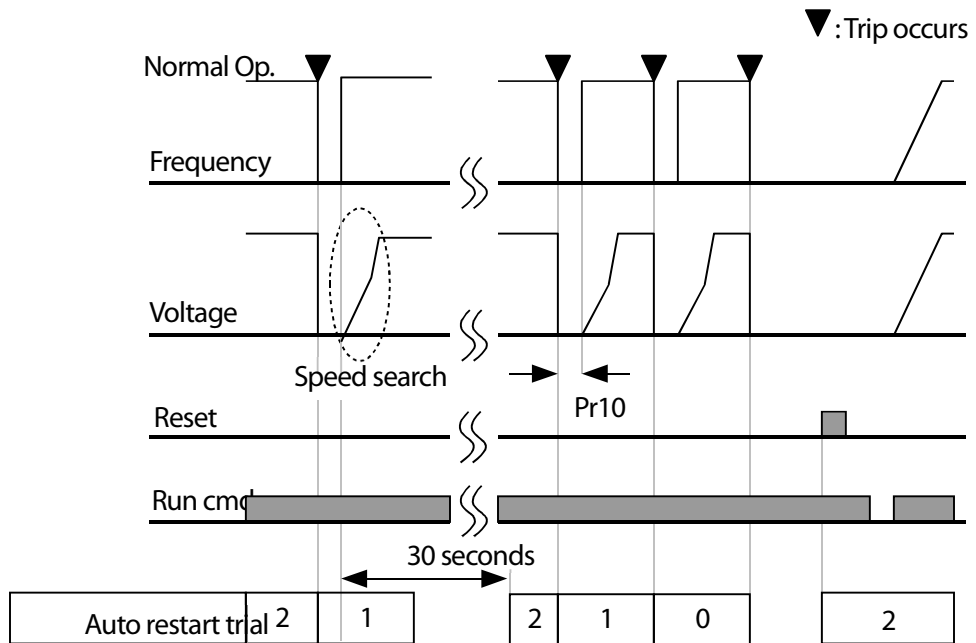 ▼: Trip occurs
Normal Op.
Frequency
Voltage
Speed search
Pr10
Reset
Run cmd
30 seconds
Auto restart trial 2 1 2 1 0 2